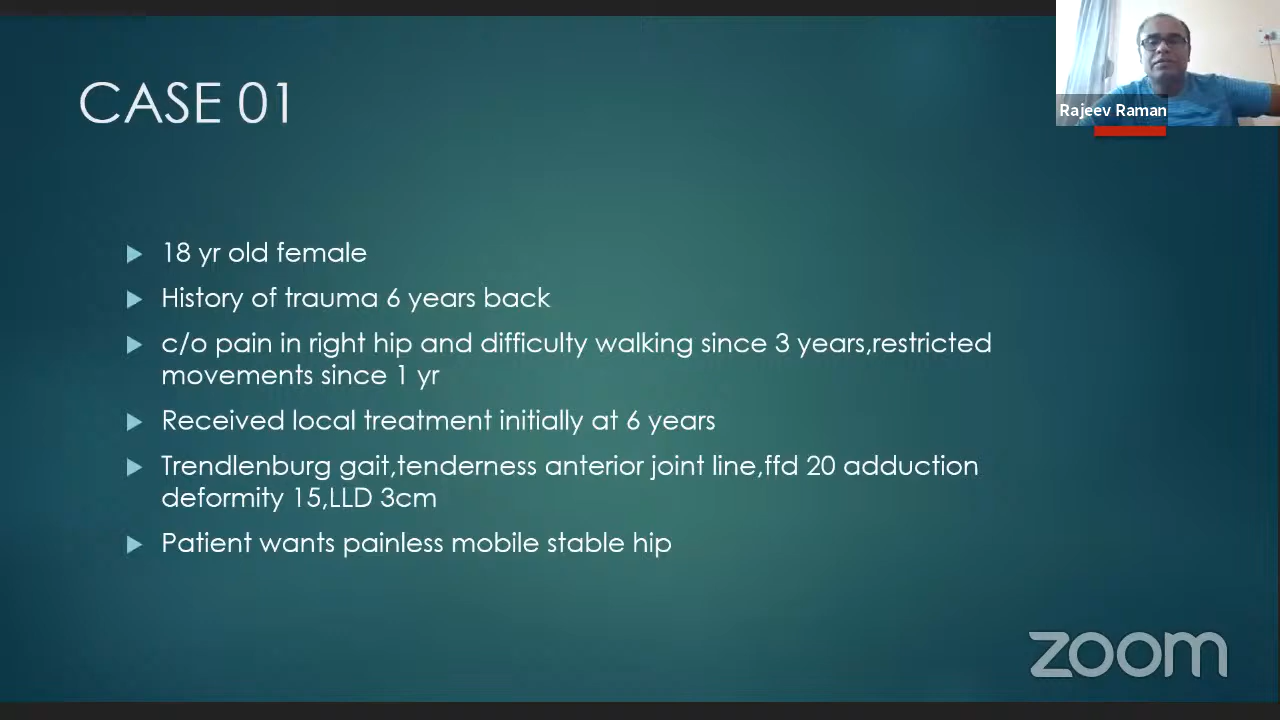 CASE 01
Rajeev Raman
18 yr old female
History of trauma 6 years back
c/o pain in right hip and difficulty walking since 3 years,restricted
movements since 1 yr
Received local treatment initially at 6 years
Trendlenburg gait,tenderness anterior joint line,ffd 20 adduction
deformity 15,LLD 3cm
Patient wants painless mobile stable hip
zoom